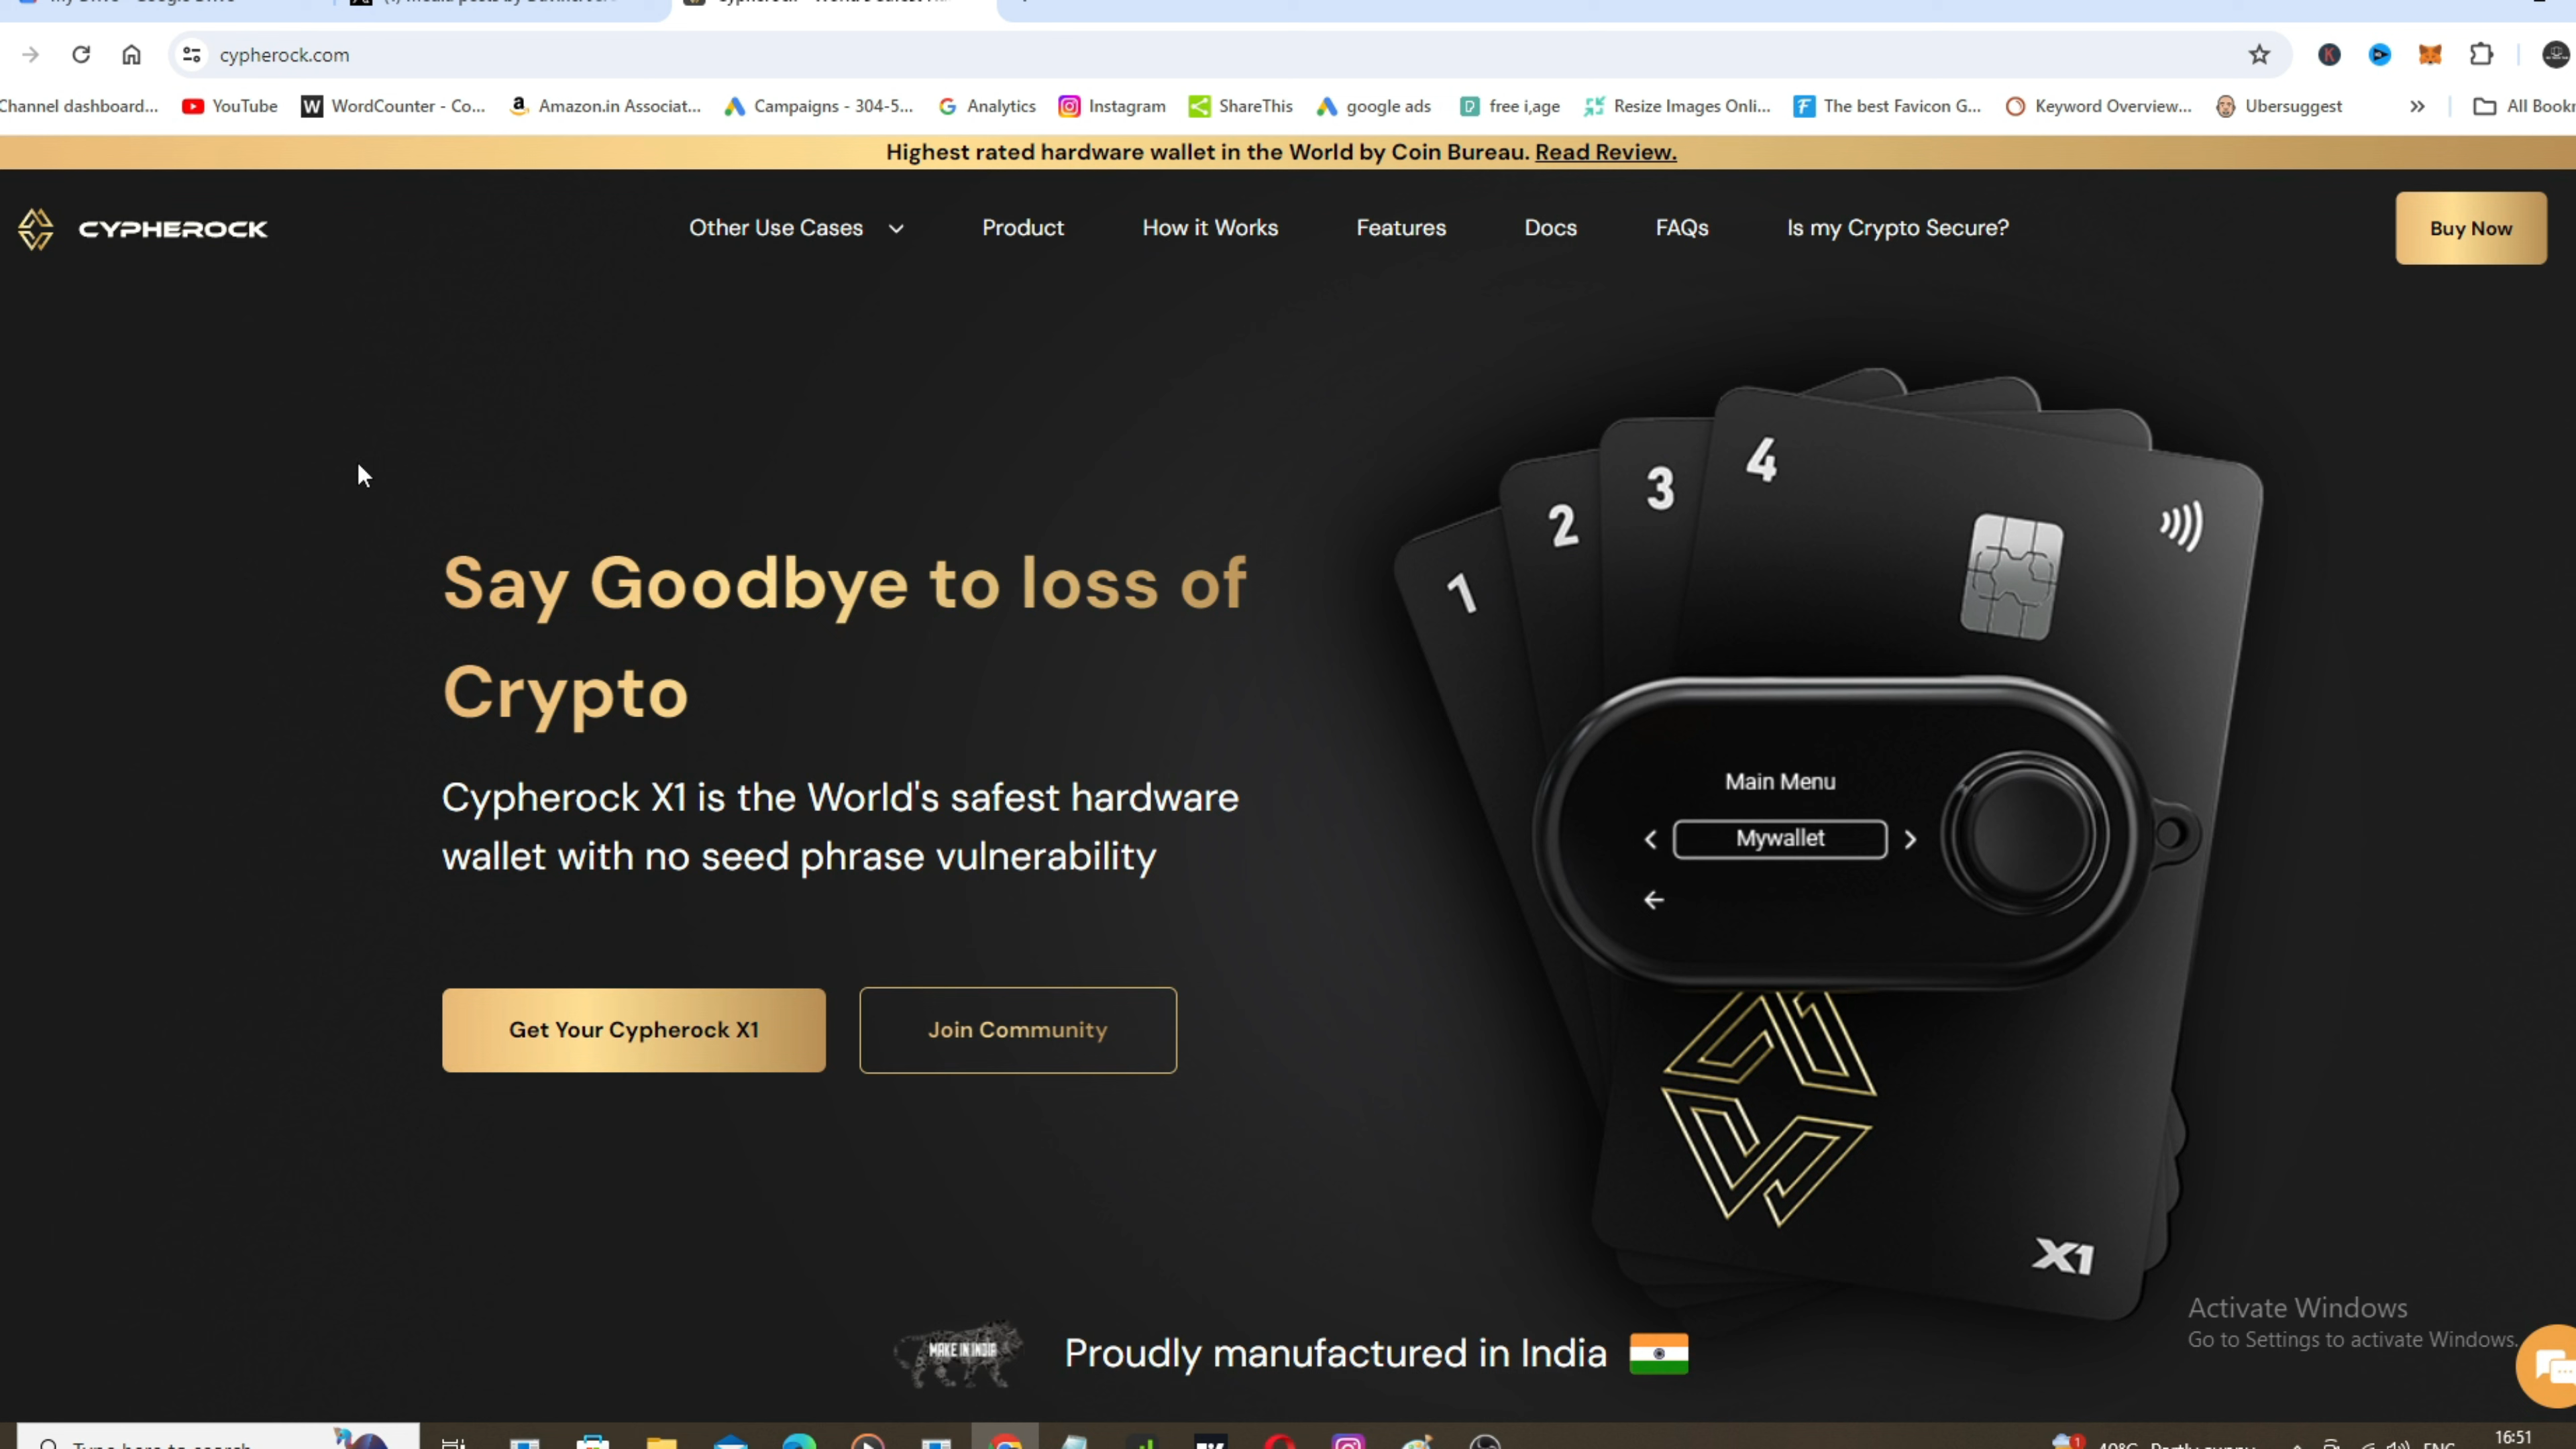 cypherock.com
Channel dashboard... YouTube WordCounter - Co... Amazon.in Associat... Campaigns - 304-5... Analytics Instagram ShareThis google ads free i,age Resize Images Onli... The best Favicon G... Keyword Overview... Ubersuggest » All Book
Highest rated hardware wallet in the World by Coin Bureau. Read Review.
CYPHEROCK Other Use Cases Product How it Works Features Docs FAQs Is my Crypto Secure? Buy Now
4
3
2
1
Say Goodbye to loss of
Crypto
Cypherock X1 is the World's safest hardware
wallet with no seed phrase vulnerability
Main Menu
Mywallet
Get Your Cypherock X1 Join Community
X1
Activate Windows
Go to Settings to activate Windows.
MAKE IN INDIA Proudly manufactured in India
16:51